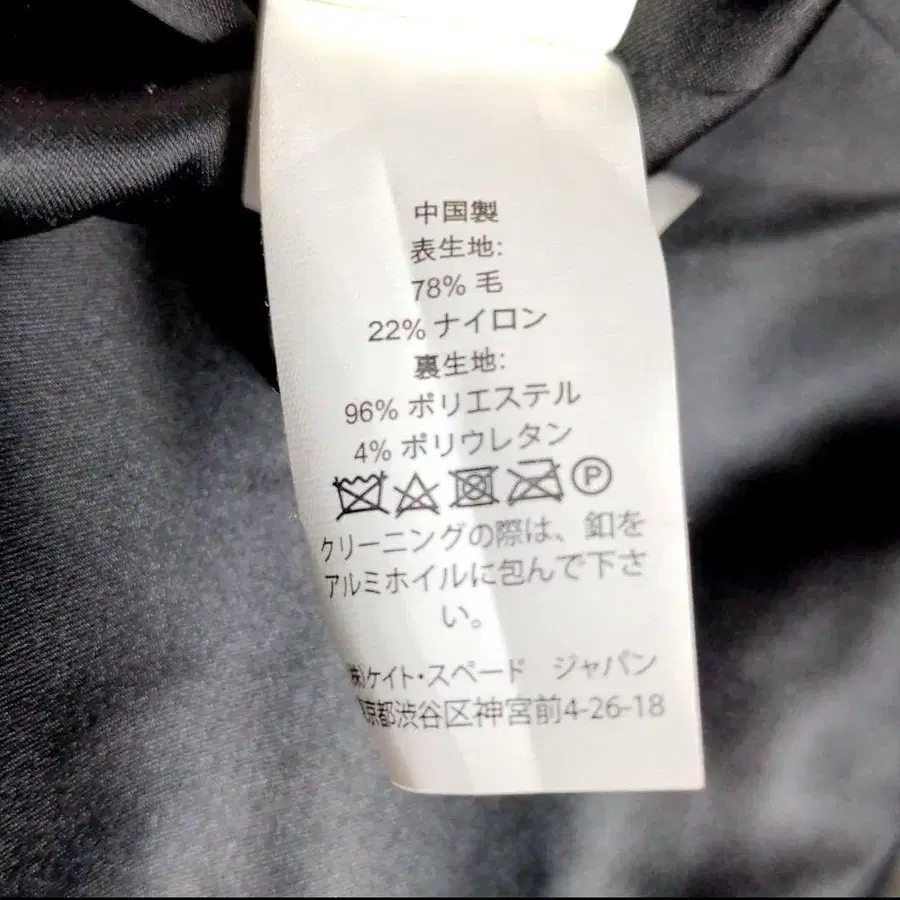 中国製
表生地:
78% 毛
22% ナイロン
裏生地:
96% ポリエステル
4% ポリウレタン
P
クリーニングの際は、釦を
アルミホイルに包んで下さ
い。
株)ケイト・スペード ジャパン
東京都渋谷区神宮前4-26-18